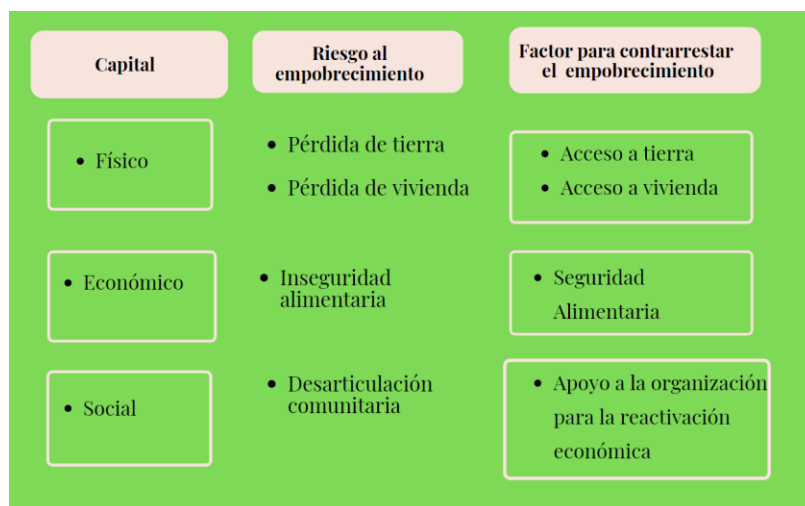 Capital
Riesgo al
empobrecimiento
Factor para contrarrestar
el empobrecimiento
• Físico
• Pérdida de tierra
• Pérdida de vivienda
• Acceso a tierra
• Acceso a vivienda
• Económico
• Inseguridad
alimentaria
• Seguridad
Alimentaria
• Social
• Desarticulación
comunitaria
• Apoyo a la organización
para la reactivación
económica